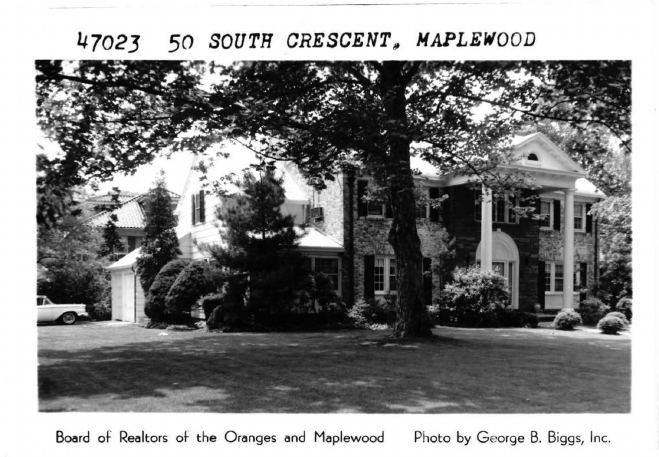 47023 50 SOUTH CRESCENT, MAPLEWOOD
Board of Realtors of the Oranges and Maplewood Photo by George B. Biggs, Inc.